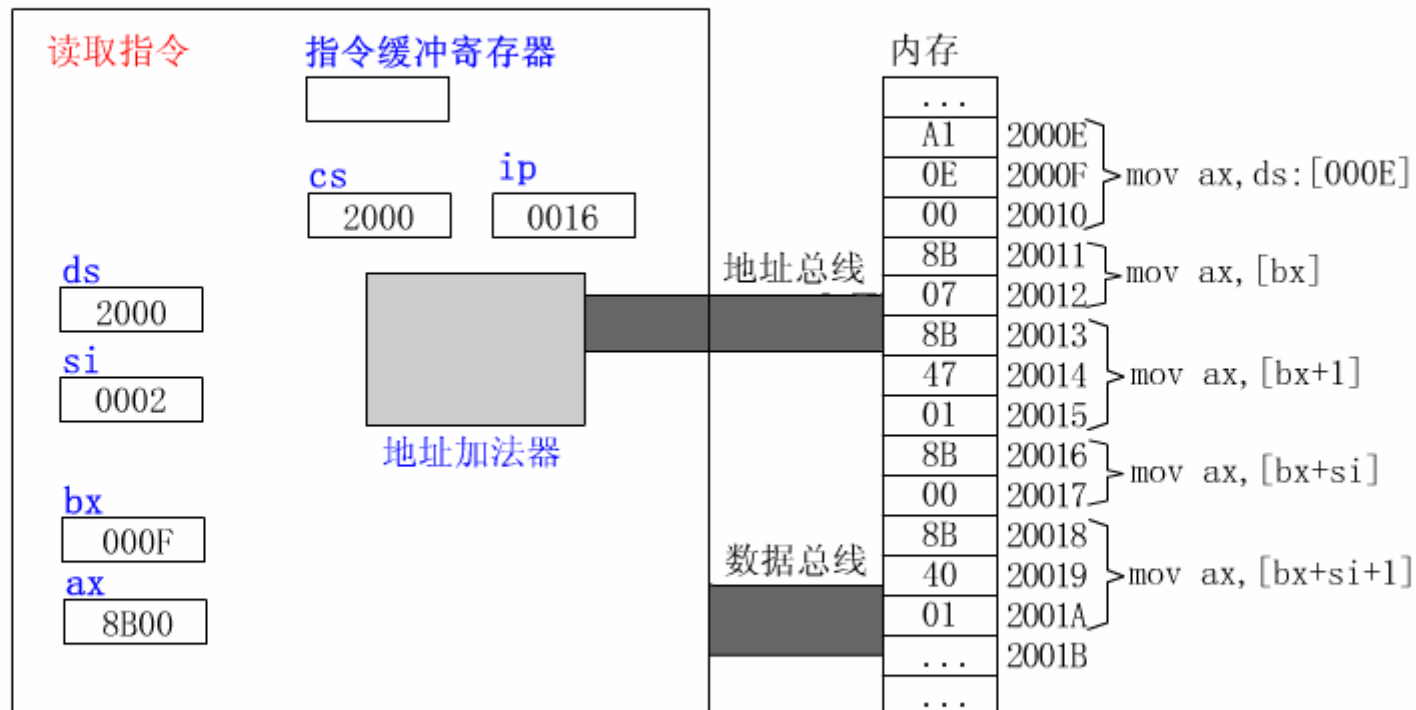 读取指令
指令缓冲寄存器
cs
2000
ip
0016
ds
2000
si
0002
地址加法器
bx
000F
ax
8B00
地址总线
数据总线
内存
...
A1 2000E
0E 2000F mov ax,ds:[000E]
00 20010
8B 20011
mov ax,[bx]
07 20012
8B 20013
47 20014 mov ax,[bx+1]
01 20015
8B 20016
mov ax,[bx+si]
00 20017
8B 20018
40 20019 mov ax,[bx+si+1]
01 2001A
... 2001B
...